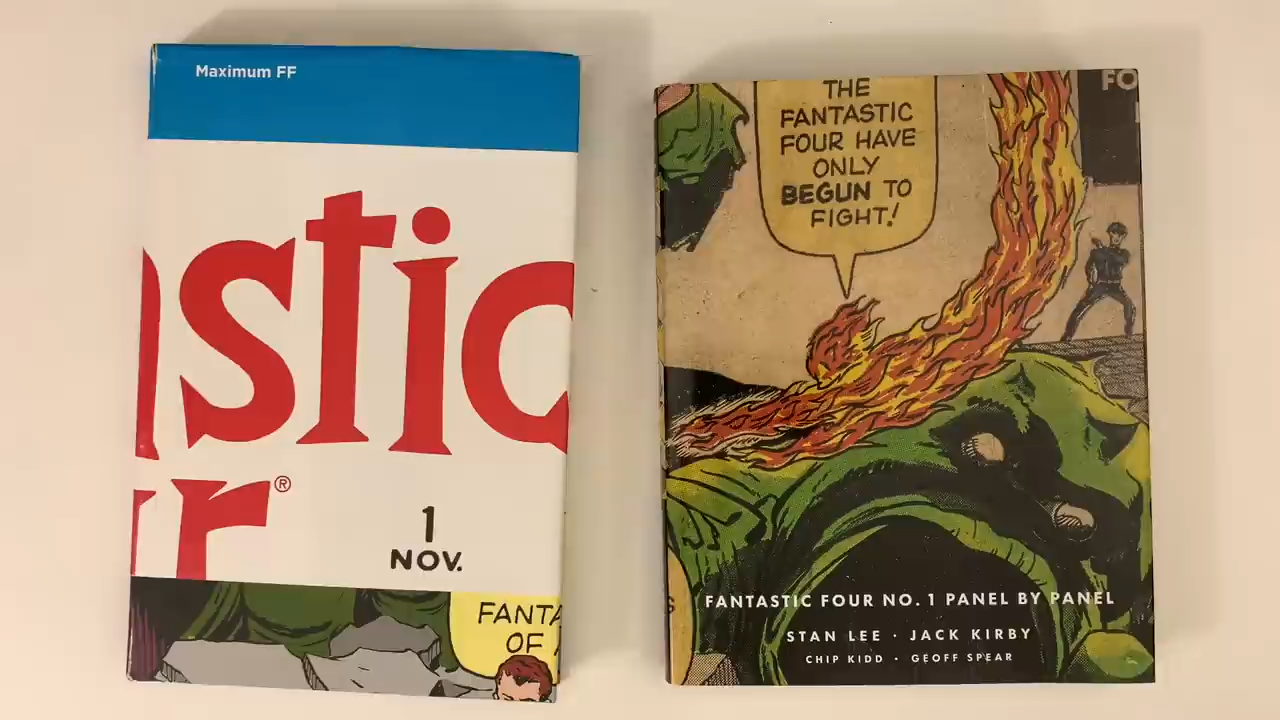 Maximum FF
astic
ur®
1
NOV.
FANTA
OF
THE
FANTASTIC
FOUR HAVE
ONLY
BEGUN TO
FIGHT!
FO
FANTASTIC FOUR NO. 1 PANEL BY PANEL
STAN LEE · JACK KIRBY
CHIP KIDD · GEOFF SPEAR